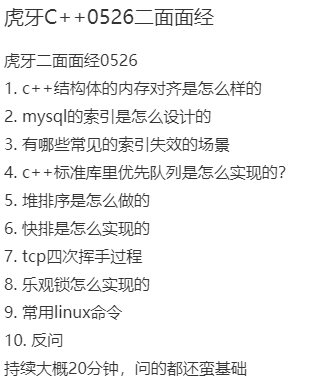 虎牙C++0526二面面经
虎牙二面面经0526
1. c++结构体的内存对齐是怎么样的
2. mysql的索引是怎么设计的
3. 有哪些常见的索引失效的场景
4. c++标准库里优先队列是怎么实现的?
5. 堆排序是怎么做的
6. 快排是怎么实现的
7. tcp四次挥手过程
8. 乐观锁怎么实现的
9. 常用linux命令
10. 反问
持续大概20分钟，问的都还蛮基础